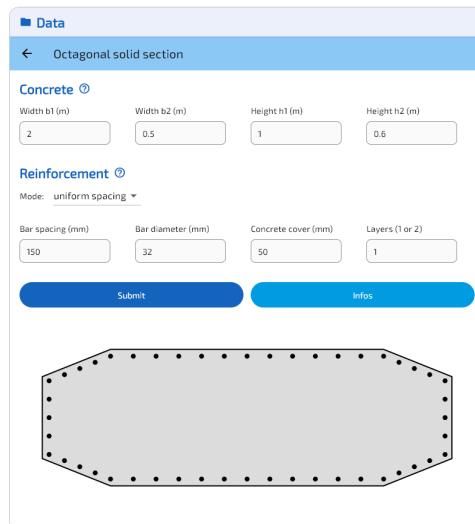 Data
Octagonal solid section
Concrete
Width b1 (m) Width b2 (m) Height h1 (m) Height h2 (m)
2 0.5 1 0.6
Reinforcement
Mode: uniform spacing
Bar spacing (mm) Bar diameter (mm) Concrete cover (mm) Layers (1 or 2)
150 32 50 1
Submit Infos